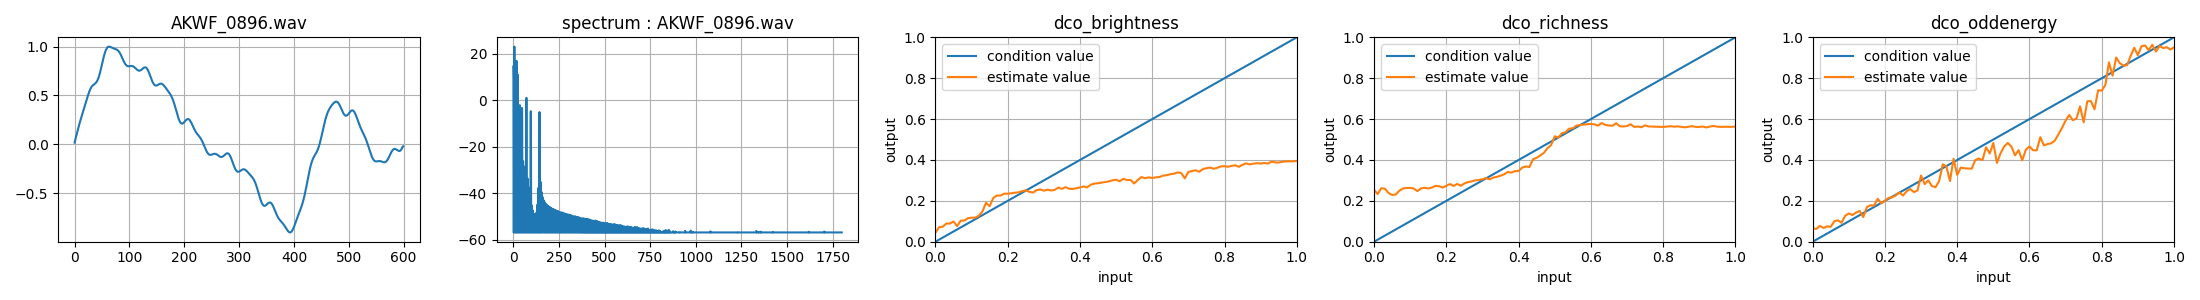 AKWF_0896.wav
1.0
0.5
0.0
−0.5
0 100 200 300 400 500 600
spectrum : AKWF_0896.wav
20
0
−20
−40
−60
0 250 500 750 1000 1250 1500 1750
dco_brightness
condition value
estimate value
output
1.0
0.8
0.6
0.4
0.2
0.0
0.0 0.2 0.4 0.6 0.8 1.0
input
dco_richness
condition value
estimate value
output
1.0
0.8
0.6
0.4
0.2
0.0
0.0 0.2 0.4 0.6 0.8 1.0
input
dco_oddenergy
condition value
estimate value
output
1.0
0.8
0.6
0.4
0.2
0.0
0.0 0.2 0.4 0.6 0.8 1.0
input